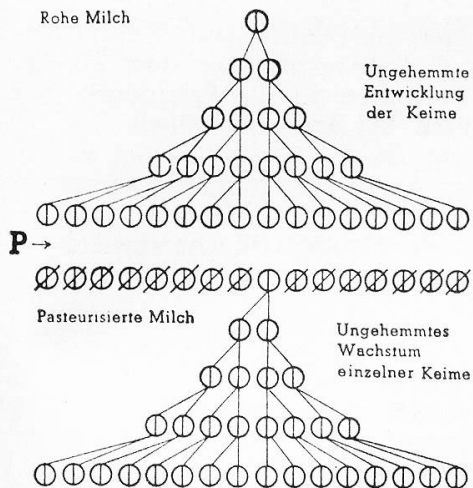 Rohe Milch
Ungehemmte
Entwicklung
der Keime
P→
Pasteurisierte Milch
Ungehemmtes
Wachstum
einzelner Keime